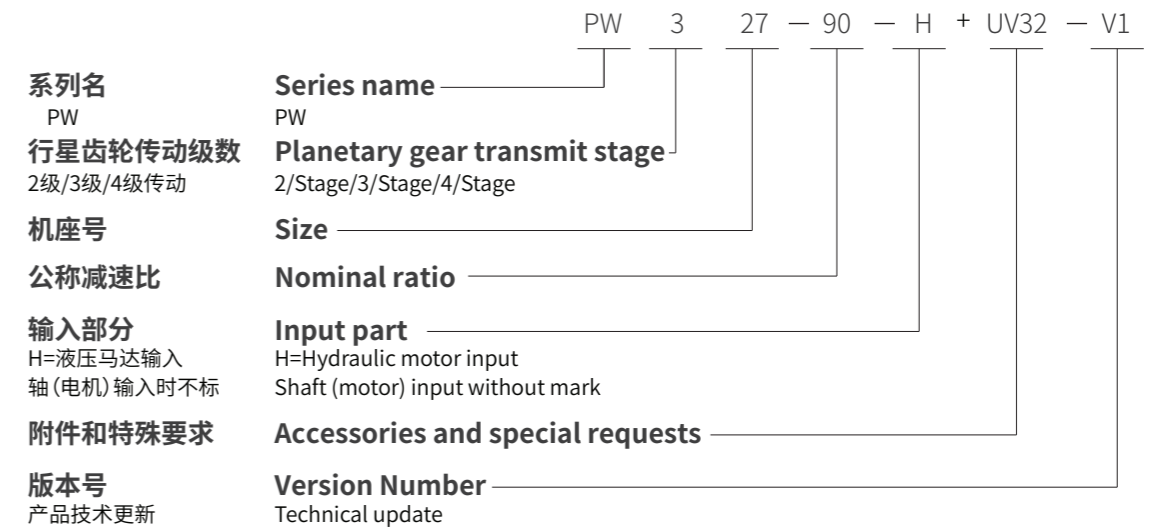 PW 3 27 — 90 — H + UV32 — V1
系列名 Series name
PW PW
行星齿轮传动级数 Planetary gear transmit stage
2级/3级/4级传动 2/Stage/3/Stage/4/Stage
机座号 Size
公称减速比 Nominal ratio
输入部分 Input part
H=液压马达输入 H=Hydraulic motor input
轴(电机)输入时不标 Shaft (motor) input without mark
附件和特殊要求 Accessories and special requests
版本号 Version Number
产品技术更新 Technical update